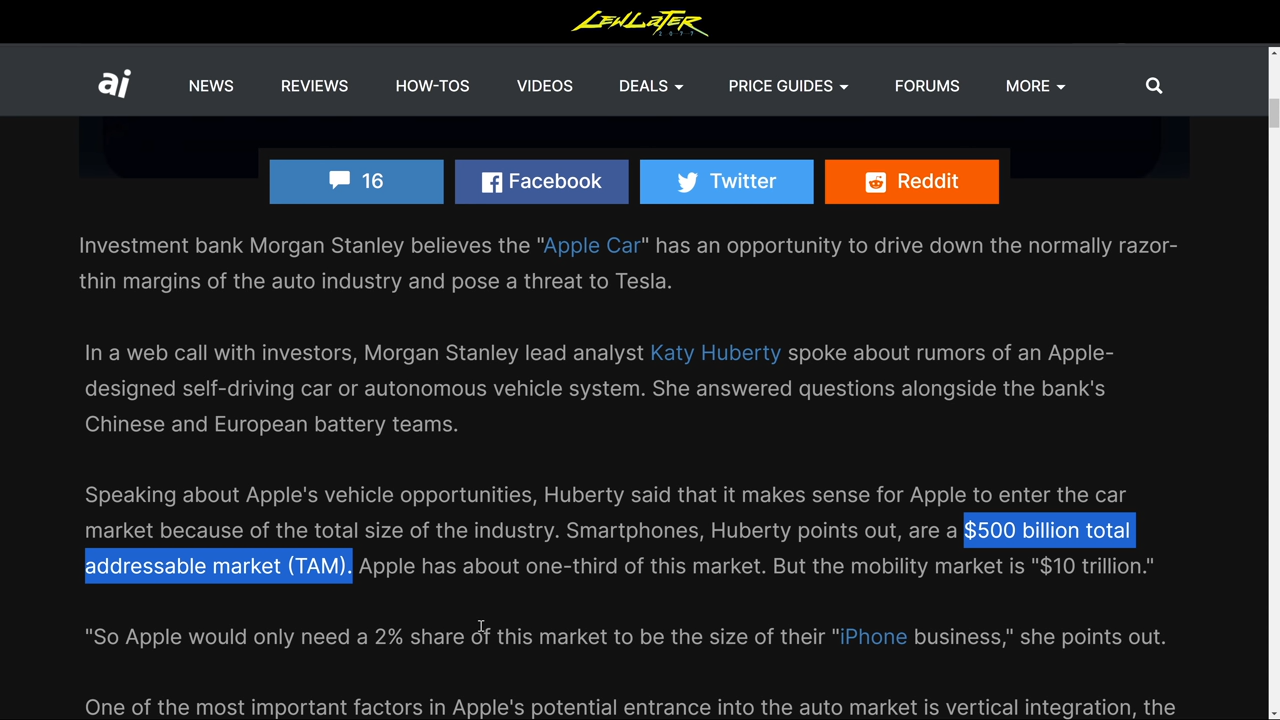 LEWLATER
2077
ai NEWS REVIEWS HOW-TOS VIDEOS DEALS PRICE GUIDES FORUMS MORE
16 Facebook Twitter Reddit
Investment bank Morgan Stanley believes the "Apple Car" has an opportunity to drive down the normally razor-
thin margins of the auto industry and pose a threat to Tesla.
In a web call with investors, Morgan Stanley lead analyst Katy Huberty spoke about rumors of an Apple-
designed self-driving car or autonomous vehicle system. She answered questions alongside the bank's
Chinese and European battery teams.
Speaking about Apple's vehicle opportunities, Huberty said that it makes sense for Apple to enter the car
market because of the total size of the industry. Smartphones, Huberty points out, are a $500 billion total
addressable market (TAM). Apple has about one-third of this market. But the mobility market is "$10 trillion."
"So Apple would only need a 2% share of this market to be the size of their "iPhone business," she points out.
One of the most important factors in Apple's potential entrance into the auto market is vertical integration, the